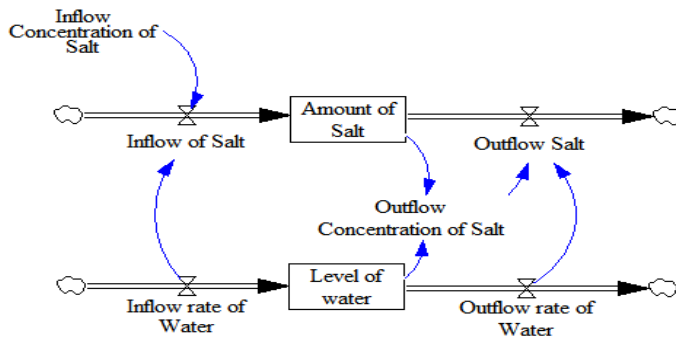 Inflow
Concentration of
Salt
Amount of
Salt
Inflow of Salt
Outflow Salt
Outflow
Concentration of Salt
Level of
water
Inflow rate of
Water
Outflow rate of
Water